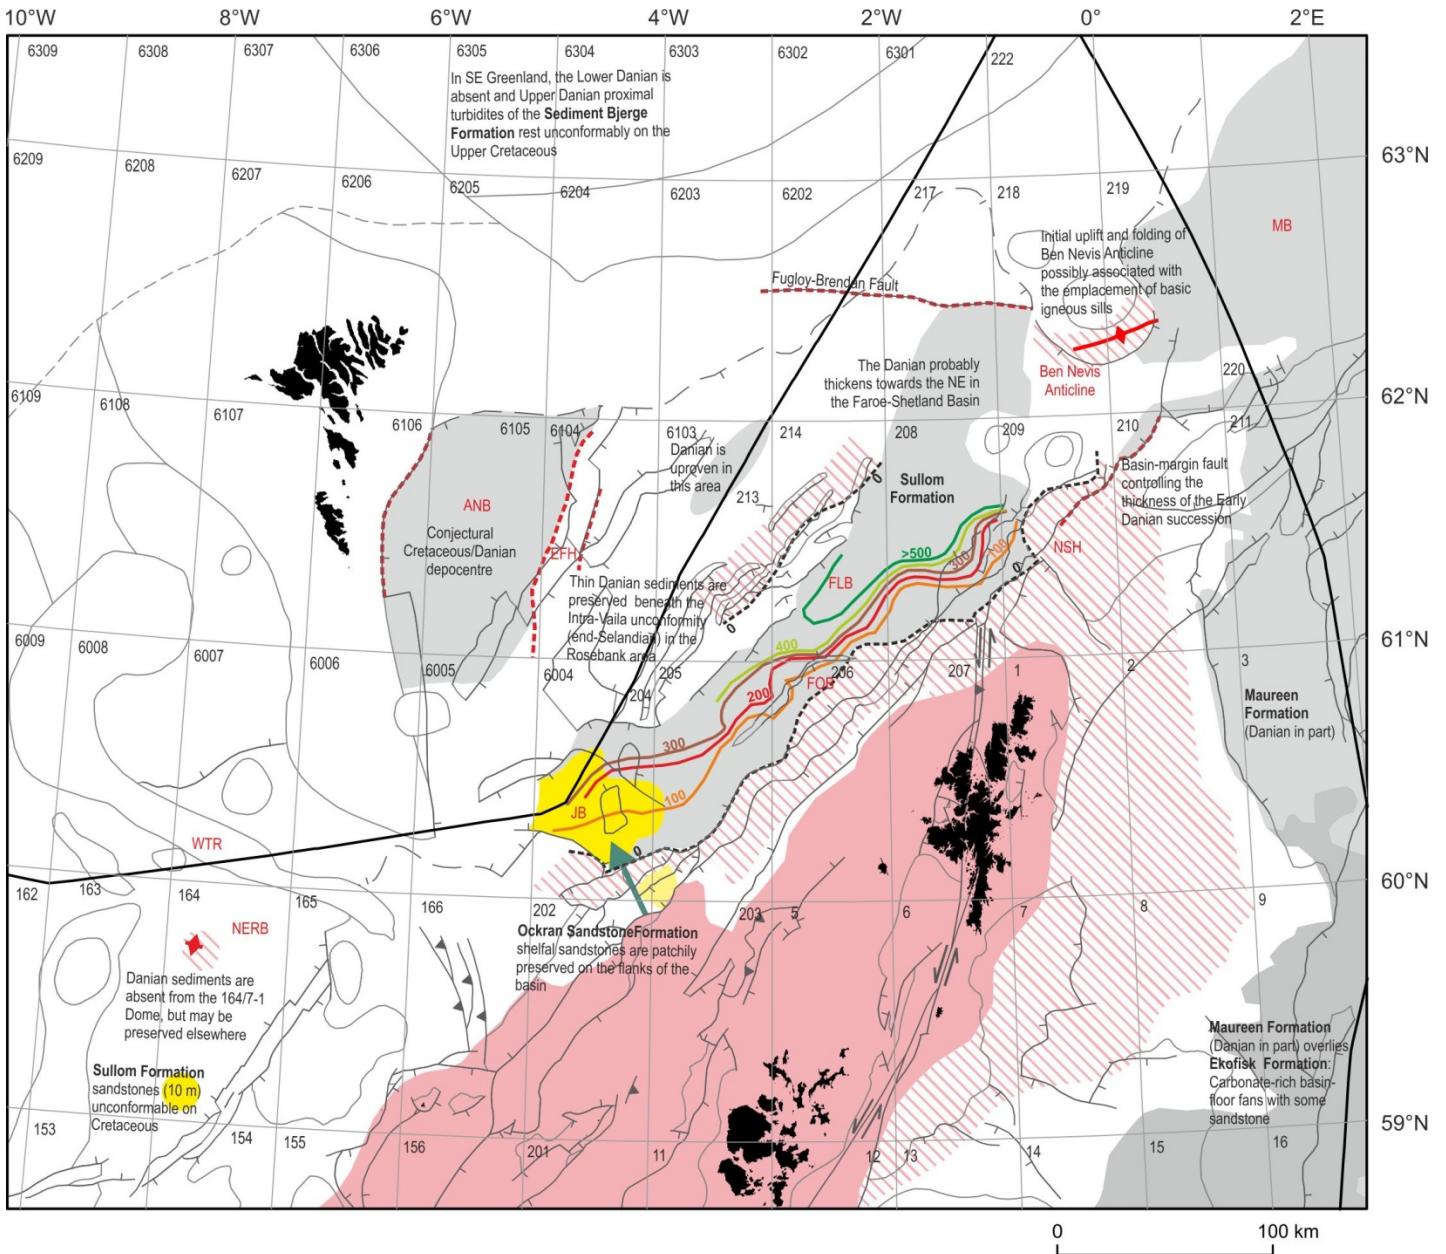 10°W 8°W 6°W 4°W 2°W 0° 2°E
6309 6308 6307 6306 6305 6304 6303 6302 6301 222
In SE Greenland, the Lower Danian is
absent and Upper Danian proximal
turbidites of the Sediment Bjerge
Formation rest unconformably on the
Upper Cretaceous
63°N
6209 6208 6207 6206 6205 6204 6203 6202 217 218 219
MB
Initial uplift and folding of
Ben Nevis Anticline
possibly associated with
the emplacement of basic
igneous sills
Fugloy-Brendan Fault
Ben Nevis
Anticline
The Danian probably
thickens towards the NE in
the Faroe-Shetland Basin
220
62°N
6109 6108 6107 6106 6105 6104 6103 214 208 209 210 211
Danian is
unproven in
this area
213
Sullom
Formation
Basin-margin fault
controlling the
thickness of the Early
Danian succession
ANB
Conjectural
Cretaceous/Danian
depocentre
EFH
0
>500
300
100
NSH
FLB
0
Thin Danian sediments are
preserved beneath the
Intra-Vaila unconformity
(end-Selandian) in the
Rosebank area
0
400
61°N
6009 6008 6007 6006 6005 6004 205 206 207 1 2 3
204
200
FOB
Maureen
Formation
(Danian in part)
300
100
JB
WTR
0
60°N
162 163 164 165 166 202 203 5 6 7 8 9
NERB
Ockran SandstoneFormation
shelfal sandstones are patchily
preserved on the flanks of the
basin
Danian sediments are
absent from the 164/7-1
Dome, but may be
preserved elsewhere
Maureen Formation
(Danian in part) overlies
Ekofisk Formation:
Carbonate-rich basin-
floor fans with some
sandstone
Sullom Formation
sandstones (10 m)
unconformable on
Cretaceous
59°N
153 154 155 156 201 11 12 13 14 15 16
0 100 km